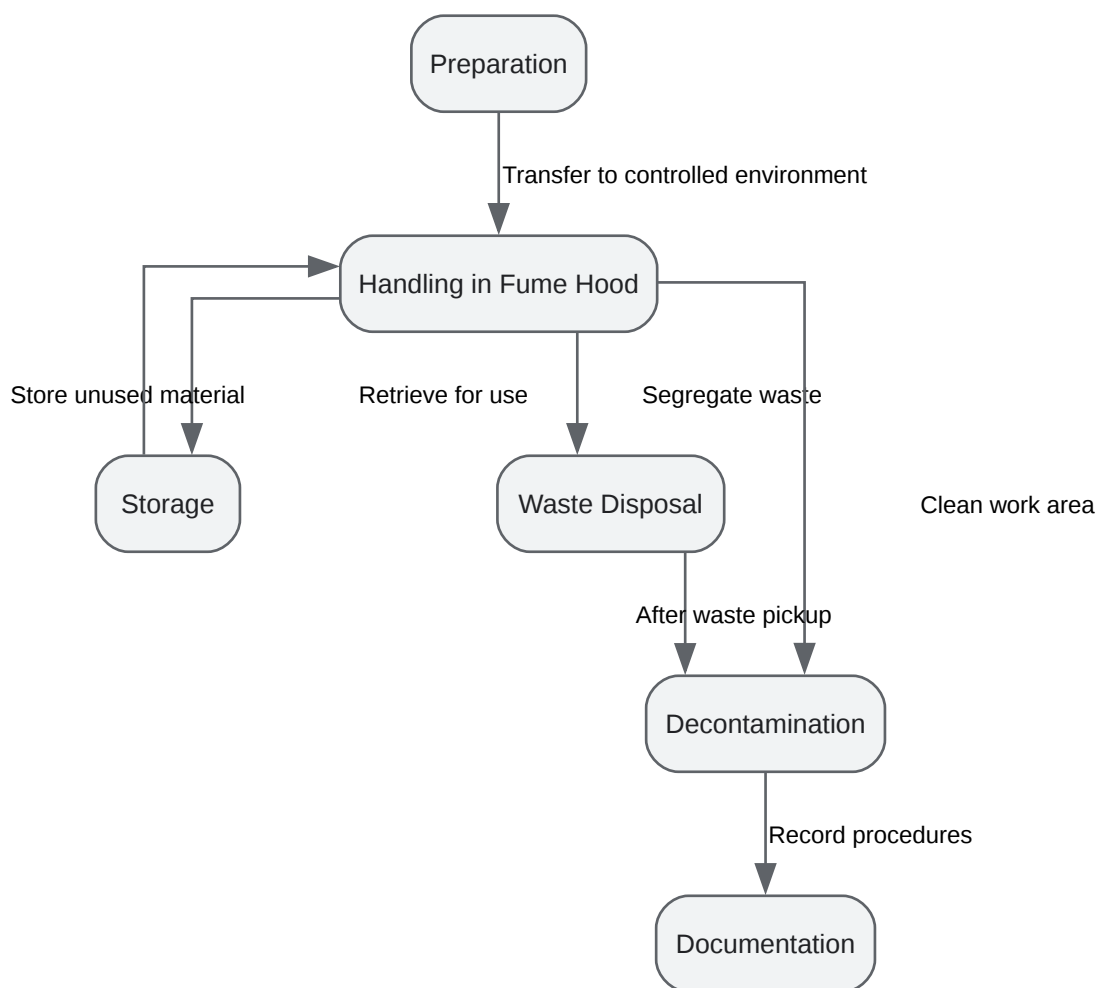 Preparation
Transfer to controlled environment
Handling in Fume Hood
Store unused material
Retrieve for use
Segregate waste
Storage
Waste Disposal
Clean work area
After waste pickup
Decontamination
Record procedures
Documentation